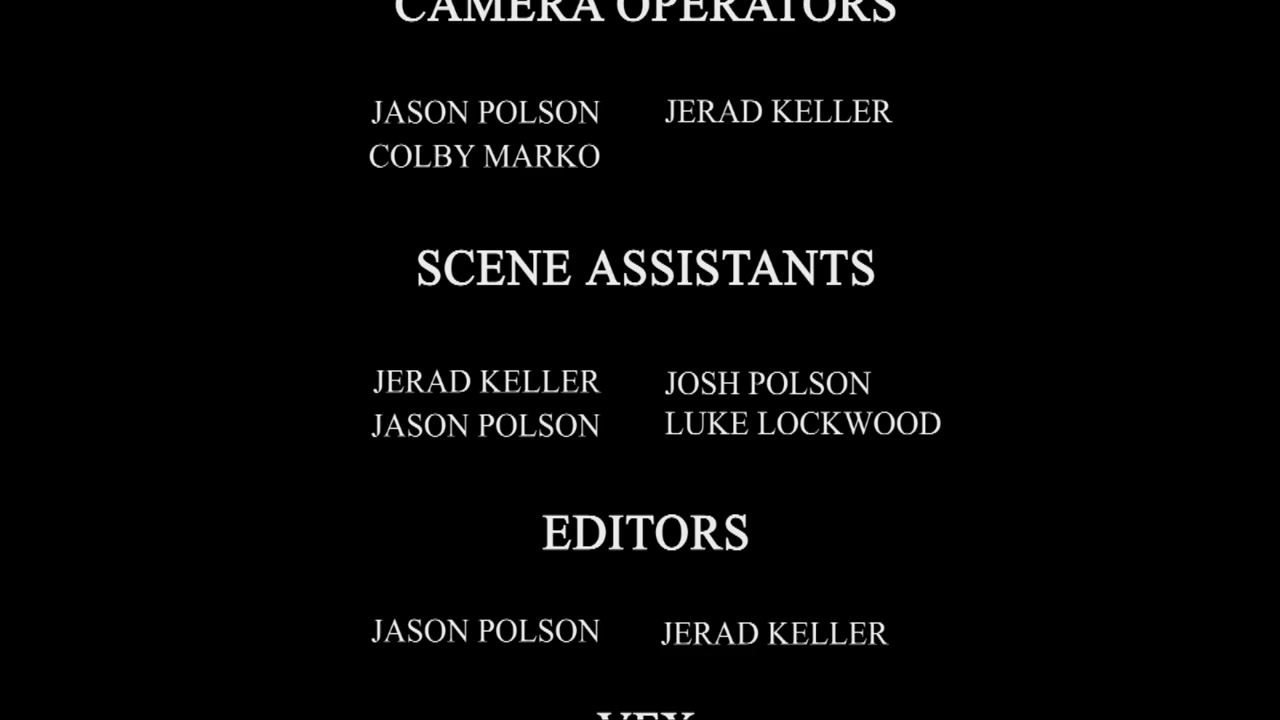 CAMERA OPERATORS
JASON POLSON JERAD KELLER
COLBY MARKO
SCENE ASSISTANTS
JERAD KELLER JOSH POLSON
JASON POLSON LUKE LOCKWOOD
EDITORS
JASON POLSON JERAD KELLER
VFX